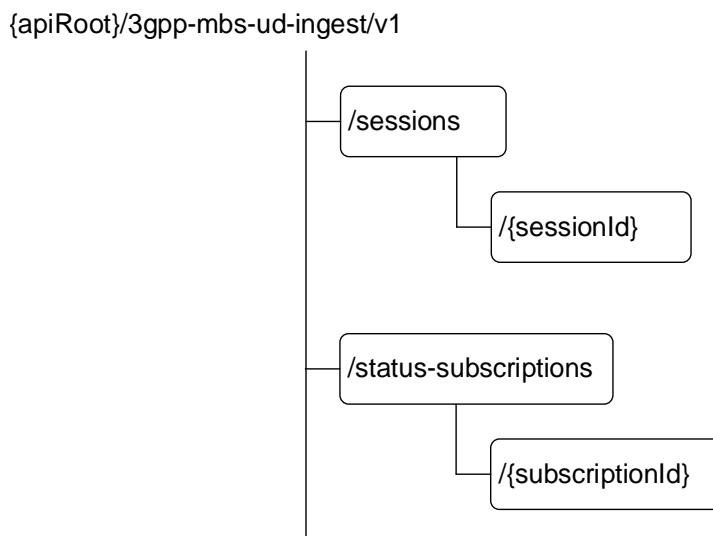 {apiRoot}/3gpp-mbs-ud-ingest/v1
/sessions
/{sessionId}
/status-subscriptions
/{subscriptionId}